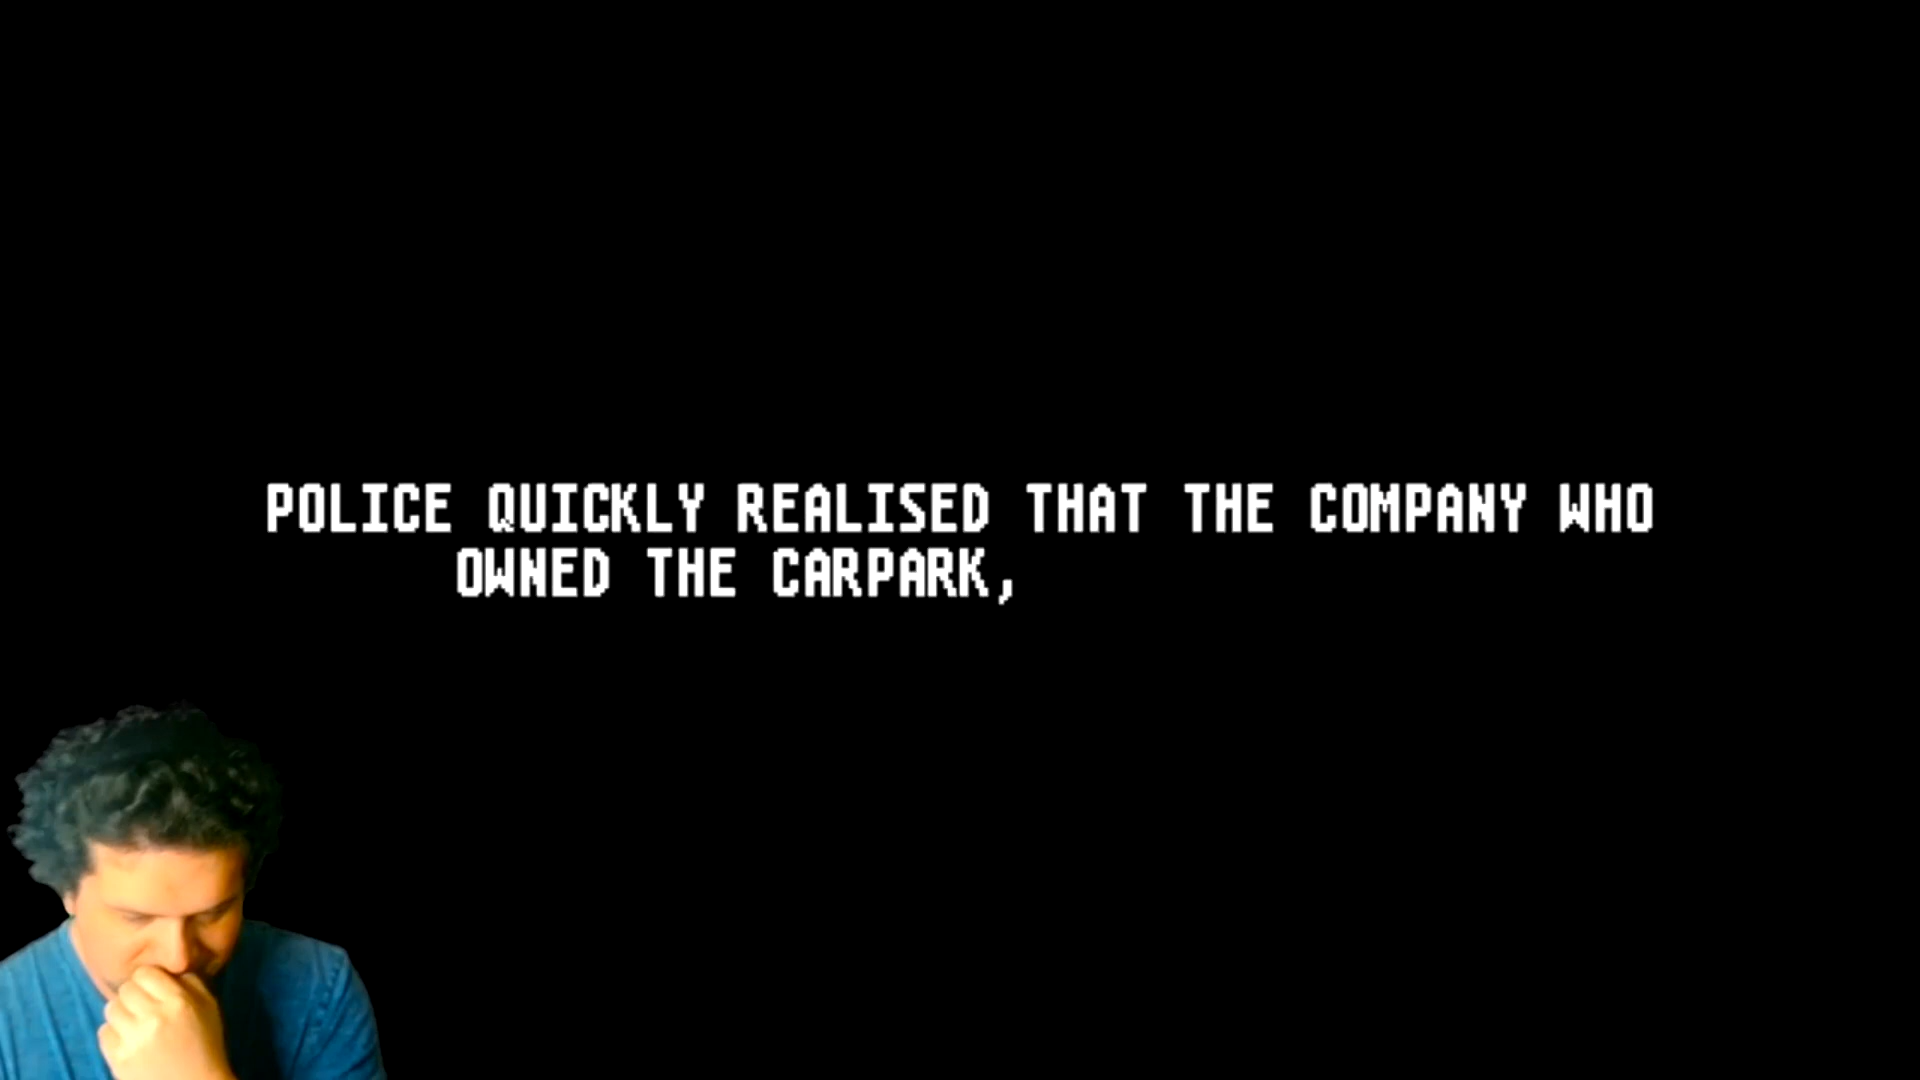 POLICE QUICKLY REALISED THAT THE COMPANY WHO
OWNED THE CARPARK,